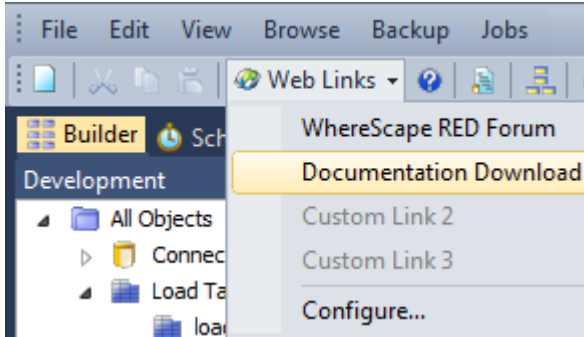 File Edit View Browse Backup Jobs
Web Links
Builder
WhereScape RED Forum
Development
Documentation Download
All Objects
Custom Link 2
Custom Link 3
Load
Configure...